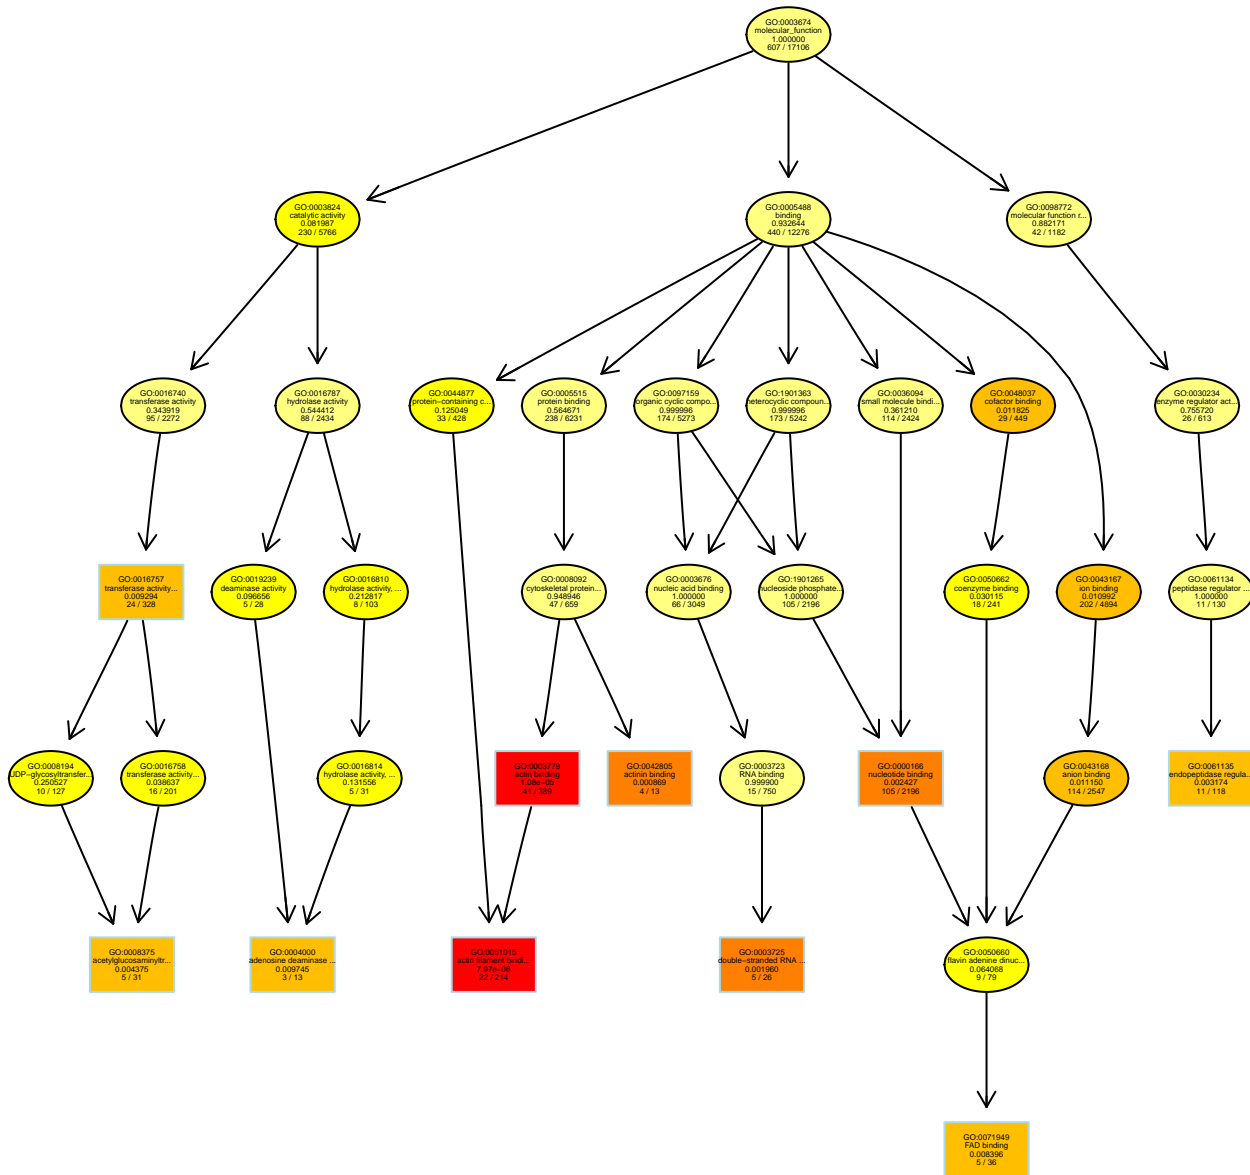 GO:0003674
molecular_function
1.000000
607 / 17106
GO:0003824
catalytic activity
0.081987
230 / 5766
GO:0005488
binding
0.932644
440 / 12276
GO:0098772
molecular function r...
0.882171
42 / 1182
GO:0016740
transferase activity
0.343919
95 / 2272
GO:0016787
hydrolase activity
0.544412
88 / 2434
GO:0044877
protein−containing c...
0.125049
33 / 428
GO:0005515
protein binding
0.564671
238 / 6231
GO:0097159
organic cyclic compo...
0.999996
174 / 5273
GO:1901363
heterocyclic compoun...
0.999996
173 / 5242
GO:0036094
small molecule bindi...
0.361210
114 / 2424
GO:0048037
cofactor binding
0.011825
29 / 449
GO:0030234
enzyme regulator act...
0.755720
26 / 613
GO:0016757
transferase activity...
0.009294
24 / 328
GO:0019239
deaminase activity
0.096656
5 / 28
GO:0016810
hydrolase activity, ...
0.212817
8 / 103
GO:0008092
cytoskeletal protein...
0.948946
47 / 659
GO:0003676
nucleic acid binding
1.000000
66 / 3049
GO:1901265
nucleoside phosphate...
1.000000
105 / 2196
GO:0050662
coenzyme binding
0.030115
18 / 241
GO:0043167
ion binding
0.010992
202 / 4894
GO:0061134
peptidase regulator ...
1.000000
11 / 130
GO:0008194
UDP−glycosyltransfer...
0.250527
10 / 127
GO:0016758
transferase activity...
0.038637
16 / 201
GO:0016814
hydrolase activity, ...
0.131556
5 / 31
GO:0003779
actin binding
1.08e−05
41 / 389
GO:0042805
actinin binding
0.000869
4 / 13
GO:0003723
RNA binding
0.999900
15 / 750
GO:0000166
nucleotide binding
0.002427
105 / 2196
GO:0043168
anion binding
0.011150
114 / 2547
GO:0061135
endopeptidase regula...
0.003174
11 / 118
GO:0008375
acetylglucosaminyltr...
0.004375
5 / 31
GO:0004000
adenosine deaminase ...
0.009745
3 / 13
GO:0051015
actin filament bindi...
7.97e−06
22 / 214
GO:0003725
double−stranded RNA ...
0.001960
5 / 26
GO:0050660
flavin adenine dinuc...
0.064068
9 / 79
GO:0071949
FAD binding
0.008396
5 / 36